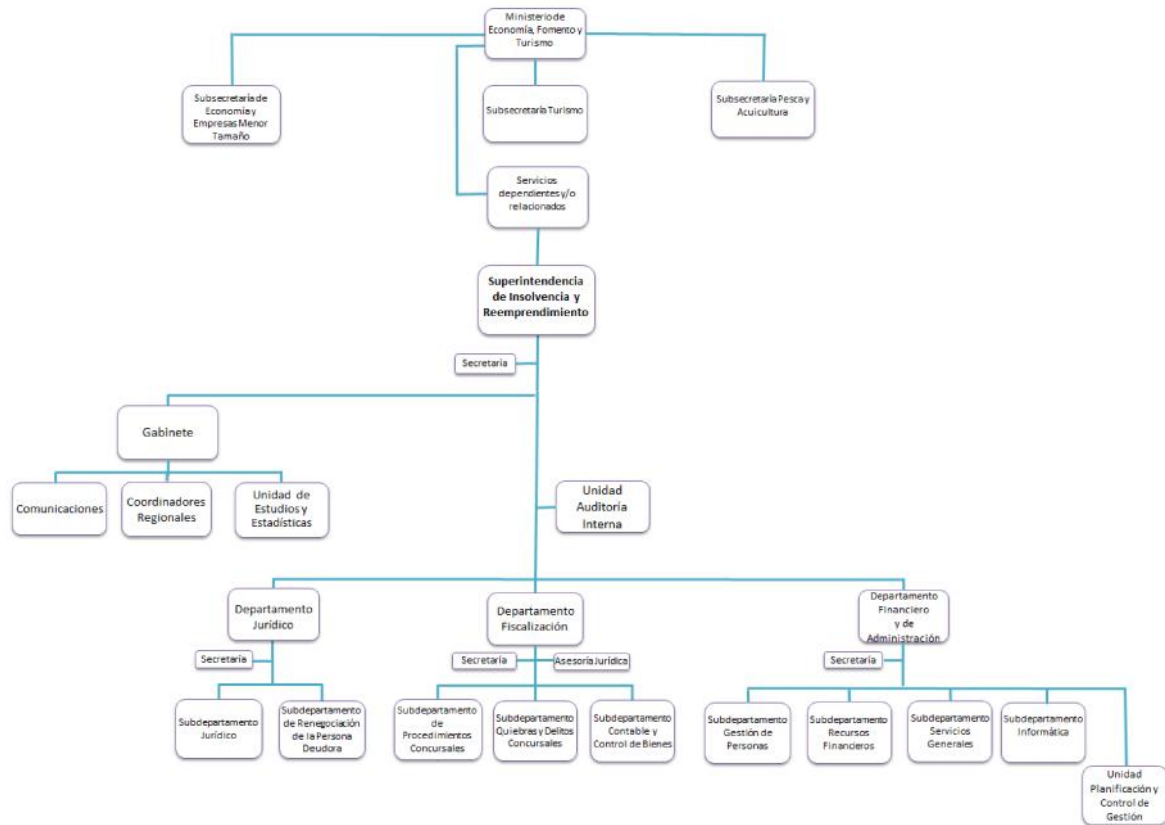 Ministerio de
Economía, Fomento y
Turismo
Subsecretaría de
Economía y
Empresas Menor
Tamaño
Subsecretaría Turismo
Subsecretaría Pesca y
Acuicultura
Servicios
dependientes y/o
relacionados
Superintendencia
de Insolvencia y
Reemprendimiento
Secretaria
Gabinete
Comunicaciones
Coordinadores
Regionales
Unidad de
Estudios y
Estadísticas
Unidad
Auditoría
Interna
Departamento
Jurídico
Departamento
Fiscalización
Departamento
Financiero
y de
Administración
Secretaría
Secretaría
Asesoría Jurídica
Secretaría
Subdepartamento
Jurídico
Subdepartamento
de Renegociación
de la Persona
Deudora
Subdepartamento
de
Procedimientos
Concursales
Subdepartamento
Quiebras y Delitos
Concursales
Subdepartamento
Contable y
Control de Bienes
Subdepartamento
Gestión de
Personas
Subdepartamento
Recursos
Financieros
Subdepartamento
Servicios
Generales
Subdepartamento
Informática
Unidad
Planificación y
Control de
Gestión